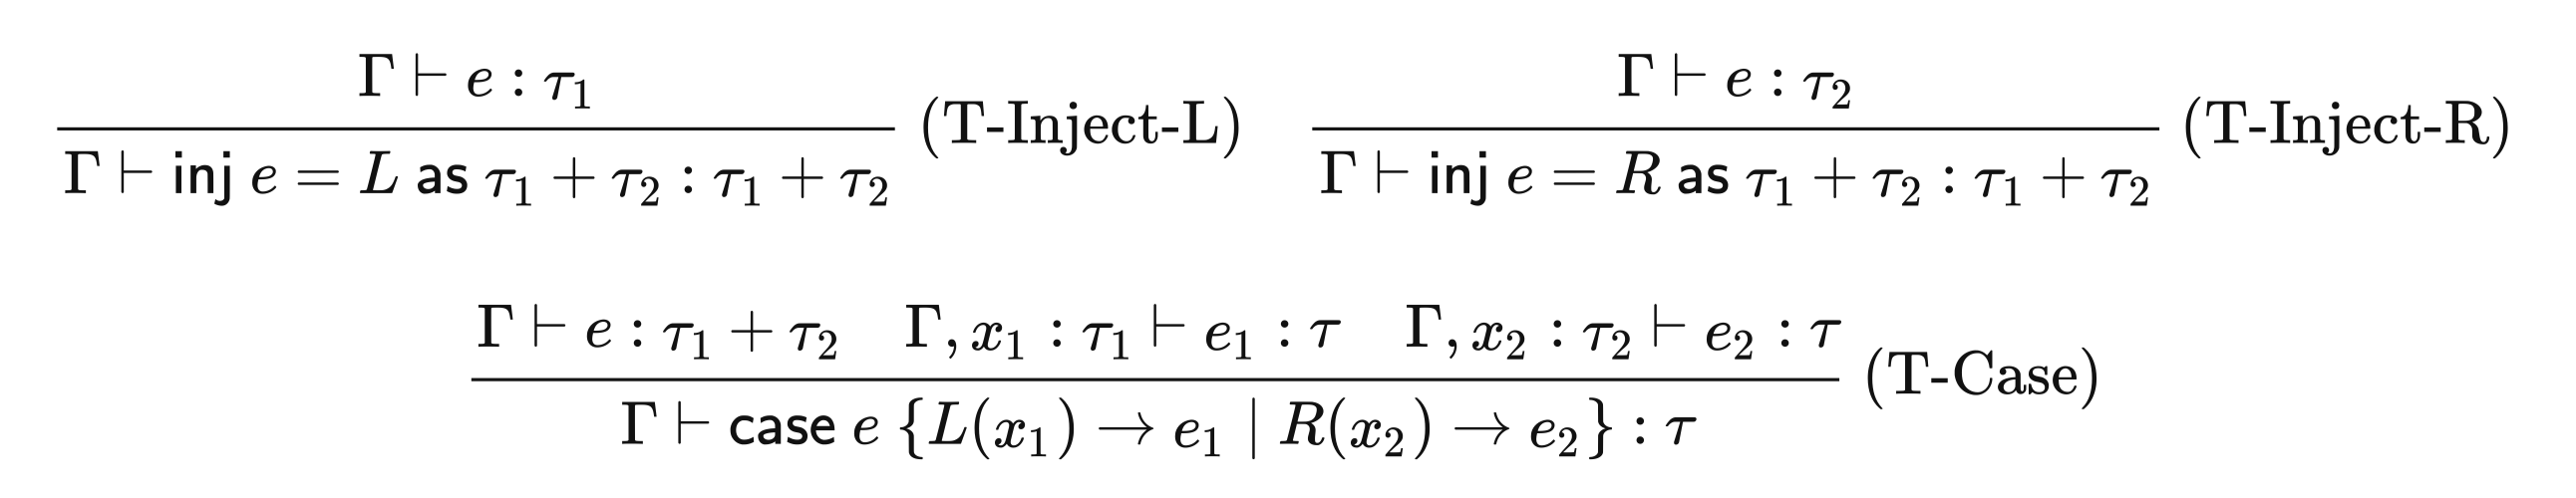 Γ ⊢ e : τ₁ Γ ⊢ e : τ₂
Γ ⊢ inj e = L as τ₁ + τ₂ : τ₁ + τ₂ (T-Inject-L) Γ ⊢ inj e = R as τ₁ + τ₂ : τ₁ + τ₂ (T-Inject-R)
Γ ⊢ e : τ₁ + τ₂ Γ, x₁ : τ₁ ⊢ e₁ : τ Γ, x₂ : τ₂ ⊢ e₂ : τ
Γ ⊢ case e {L(x₁) → e₁ | R(x₂) → e₂} : τ (T-Case)